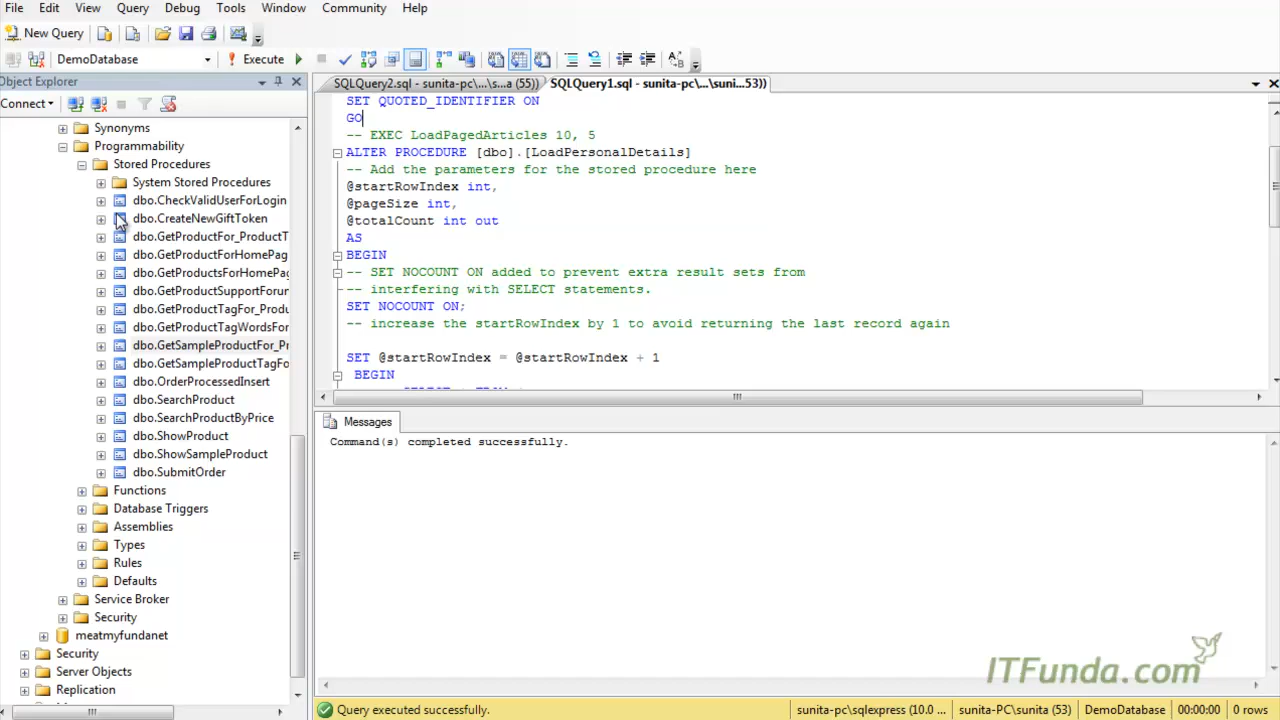 File Edit View Query Debug Tools Window Community Help
New Query
DemoDatabase Execute
Object Explorer
Connect
Synonyms
Programmability
Stored Procedures
System Stored Procedures
dbo.CheckValidUserForLogin
dbo.CreateNewGiftToken
dbo.GetProductFor_ProductT
dbo.GetProductForHomePag
dbo.GetProductsForHomePag
dbo.GetProductSupportForun
dbo.GetProductTagFor_Produ
dbo.GetProductTagWordsFor
dbo.GetSampleProductFor_Pr
dbo.GetSampleProductTagFo
dbo.OrderProcessedInsert
dbo.SearchProduct
dbo.SearchProductByPrice
dbo.ShowProduct
dbo.ShowSampleProduct
dbo.SubmitOrder
Functions
Database Triggers
Assemblies
Types
Rules
Defaults
Service Broker
Security
meatmyfundanet
Security
Server Objects
Replication
SQLQuery2.sql - sunita-pc\...\s...a (55)) SQLQuery1.sql - sunita-pc\...\suni...53))
SET QUOTED_IDENTIFIER ON
GO
-- EXEC LoadPagedArticles 10, 5
ALTER PROCEDURE [dbo].[LoadPersonalDetails]
-- Add the parameters for the stored procedure here
@startRowIndex int,
@pageSize int,
@totalCount int out
AS
BEGIN
-- SET NOCOUNT ON added to prevent extra result sets from
-- interfering with SELECT statements.
SET NOCOUNT ON;
-- increase the startRowIndex by 1 to avoid returning the last record again
SET @startRowIndex = @startRowIndex + 1
BEGIN
Messages
Command(s) completed successfully.
ITFunda.com
Query executed successfully. sunita-pc\sqlexpress (10.0 ... sunita-PC\sunita (53) DemoDatabase 00:00:00 0 rows